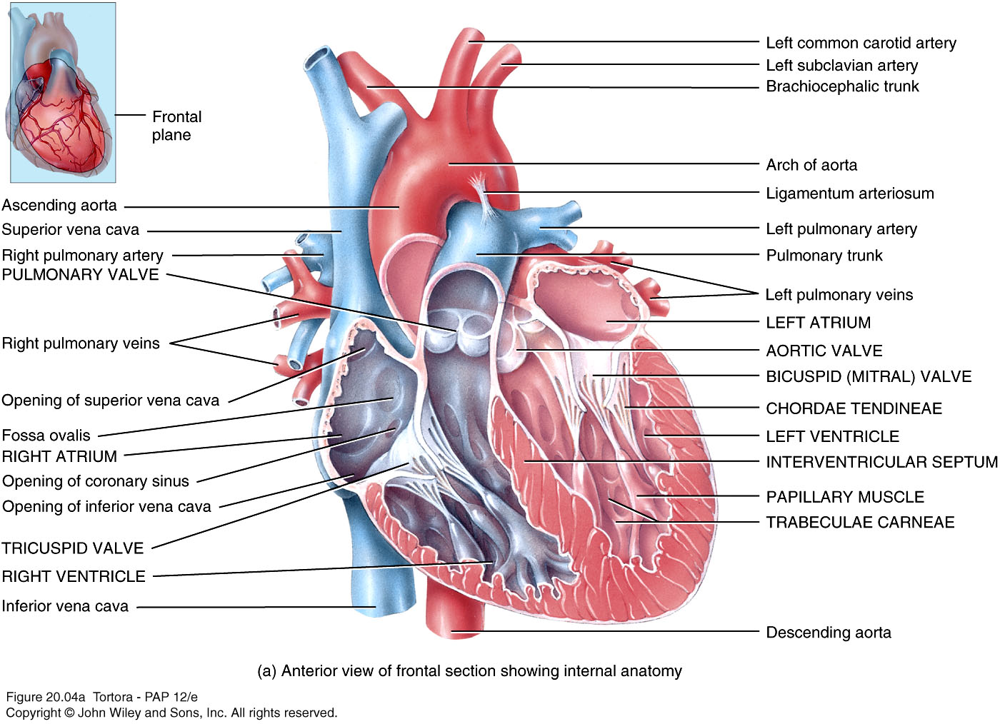 Frontal
plane
Ascending aorta
Superior vena cava
Right pulmonary artery
PULMONARY VALVE
Right pulmonary veins
Opening of superior vena cava
Fossa ovalis
RIGHT ATRIUM
Opening of coronary sinus
Opening of inferior vena cava
TRICUSPID VALVE
RIGHT VENTRICLE
Inferior vena cava
Left common carotid artery
Left subclavian artery
Brachiocephalic trunk
Arch of aorta
Ligamentum arteriosum
Left pulmonary artery
Pulmonary trunk
Left pulmonary veins
LEFT ATRIUM
AORTIC VALVE
BICUSPID (MITRAL) VALVE
CHORDAE TENDINEAE
LEFT VENTRICLE
INTERVENTRICULAR SEPTUM
PAPILLARY MUSCLE
TRABECULAE CARNEAE
Descending aorta
(a) Anterior view of frontal section showing internal anatomy
Figure 20.04a Tortora - PAP 12/e
Copyright © John Wiley and Sons, Inc. All rights reserved.